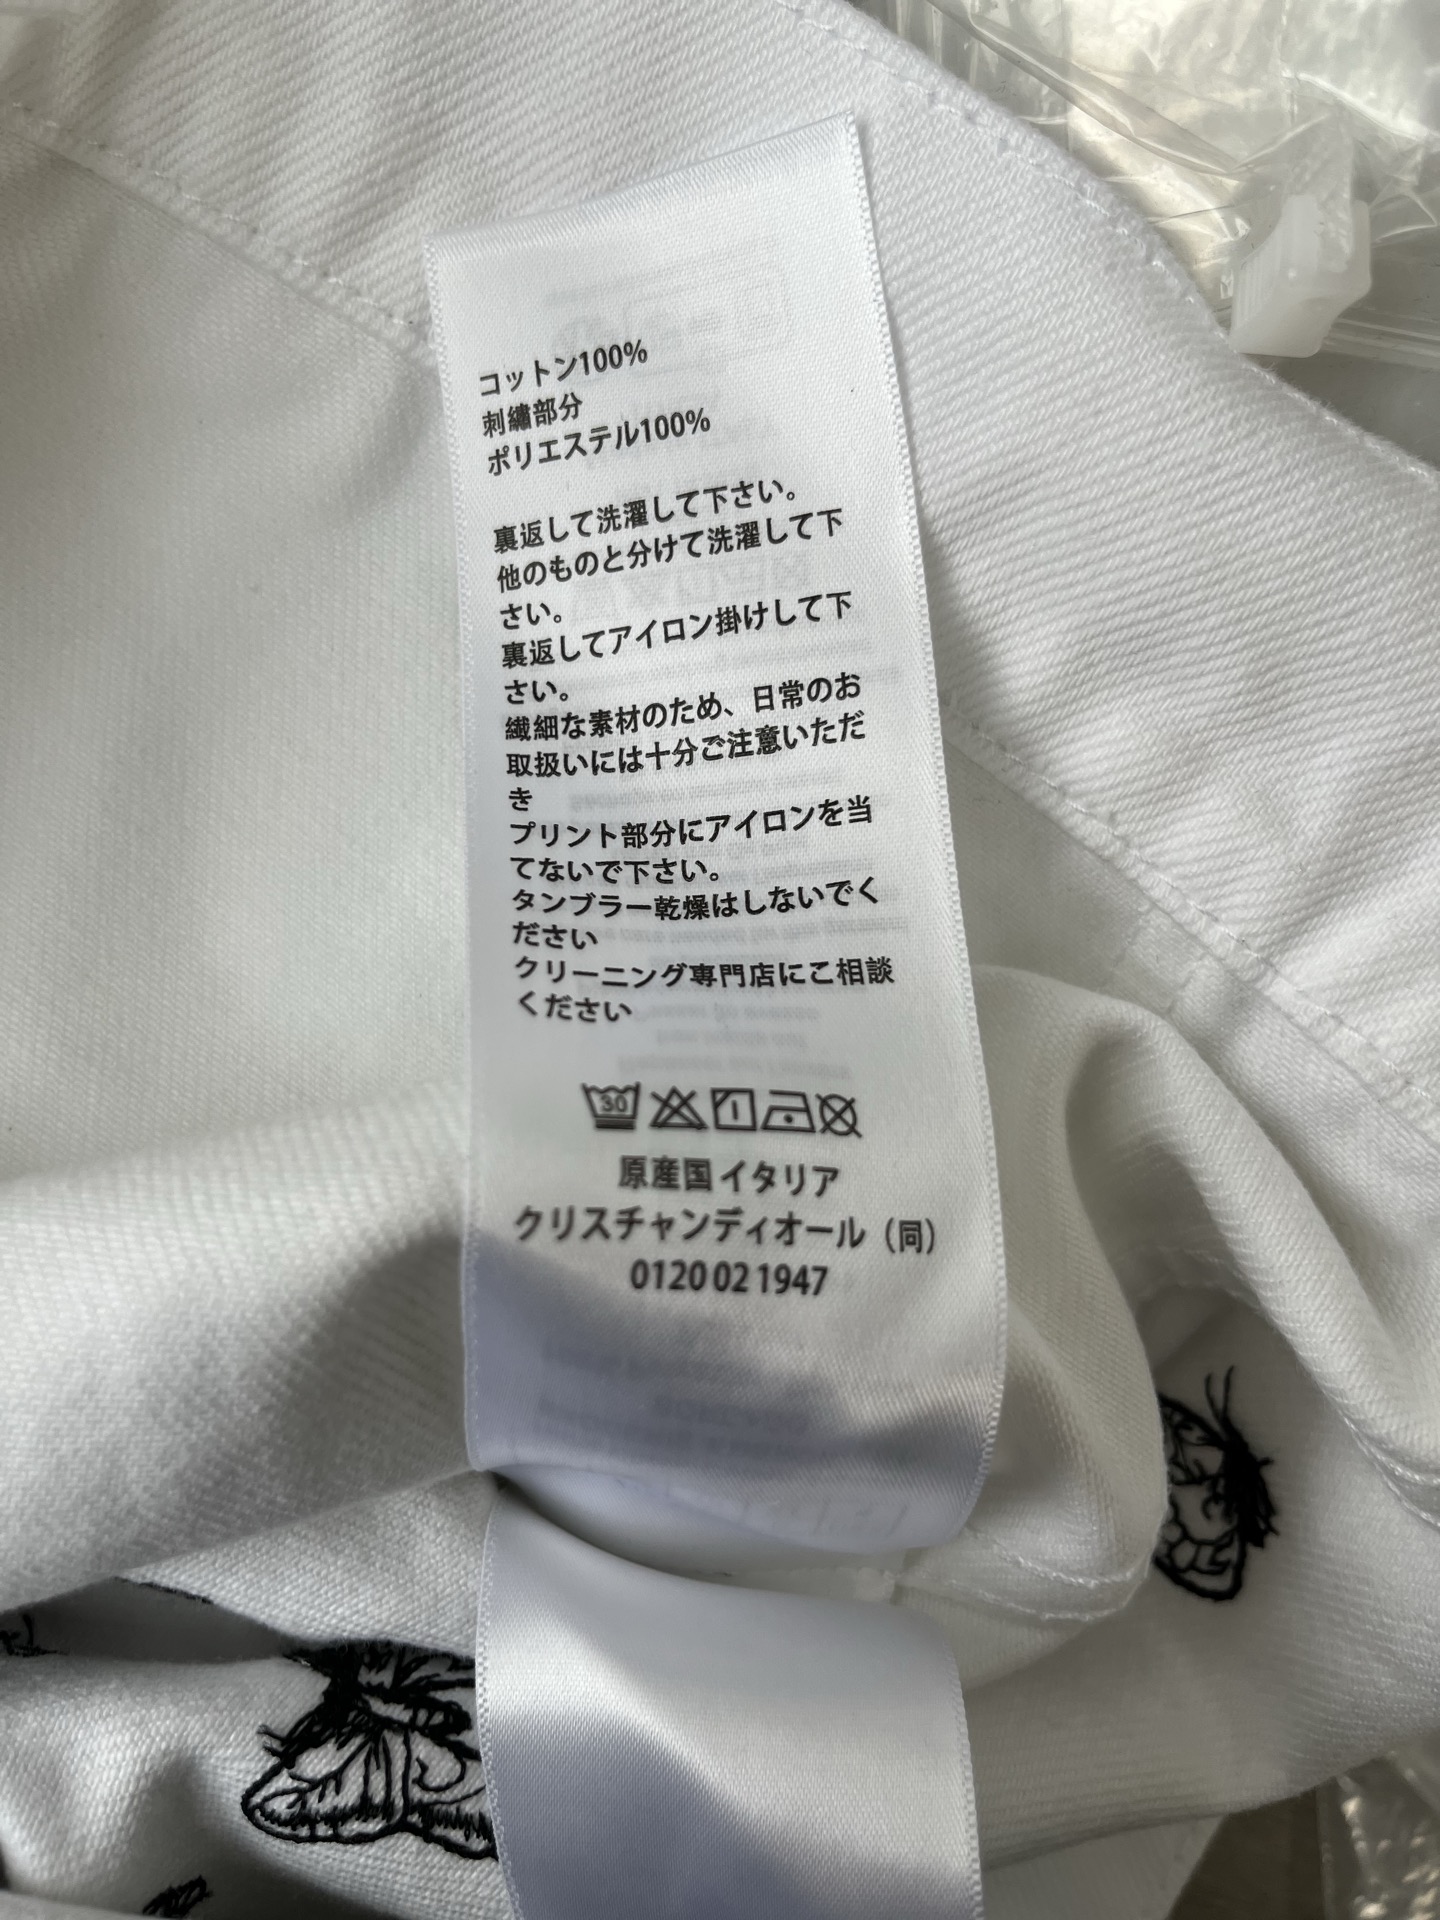 コットン100%
刺繍部分
ポリエステル100%
裏返して洗濯して下さい。
他のものと分けて洗濯して下
さい。
裏返してアイロン掛けして下
さい。
繊細な素材のため、日常のお
取扱いには十分ご注意いただ
き
プリント部分にアイロンを当
てないで下さい。
タンブラー乾燥はしないでく
ださい
クリーニング専門店にこ相談
ください
30
原産国イタリア
クリスチャンディオール（同）
0120 02 1947